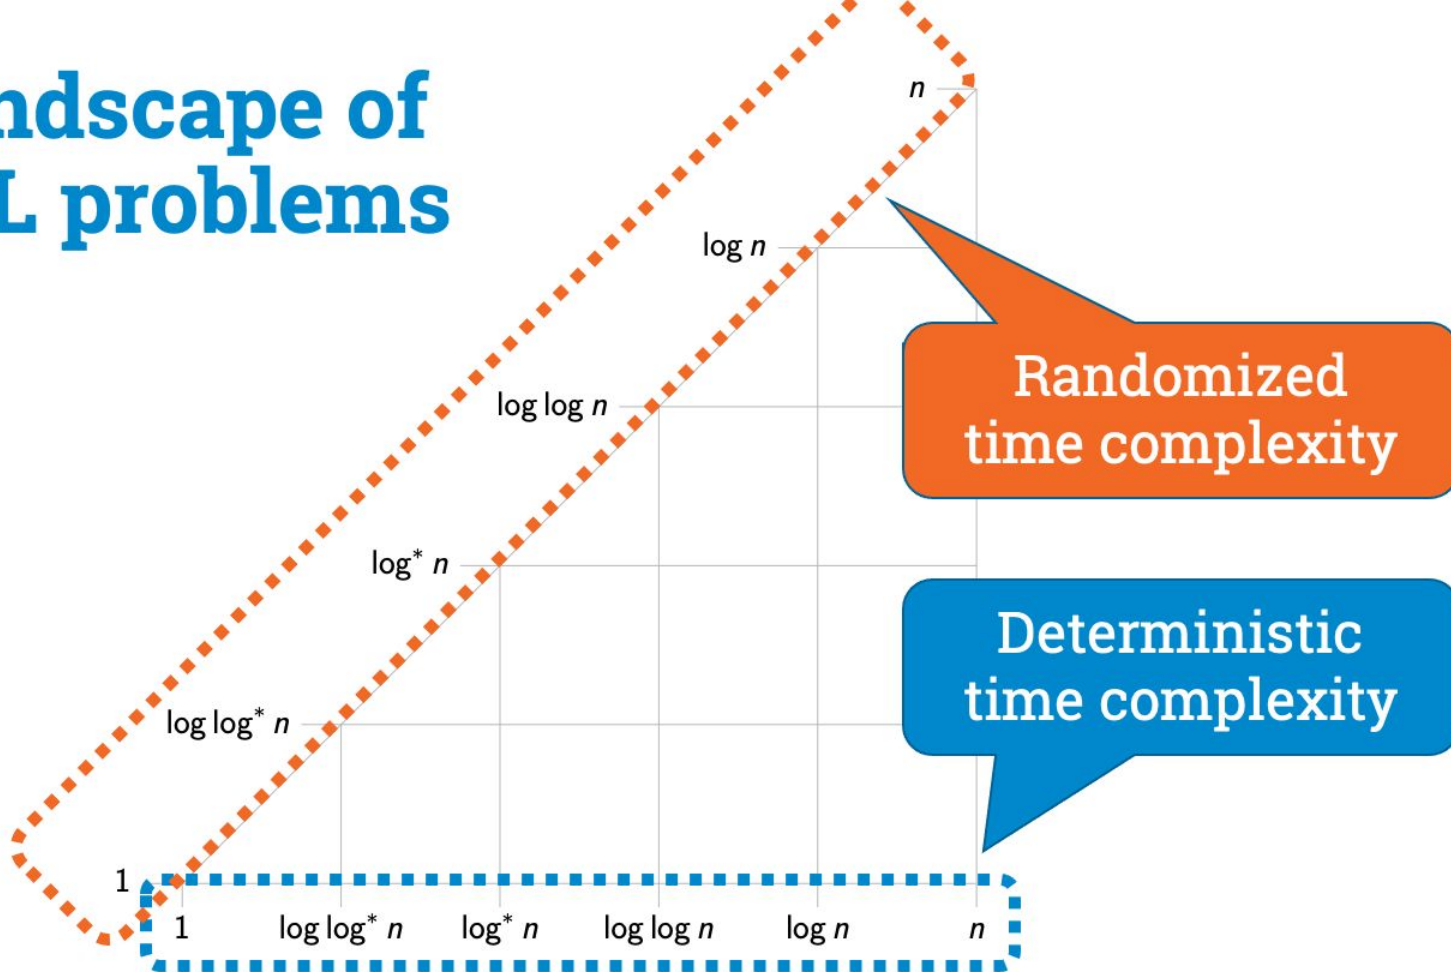 ndscape of
L problems
n
log n
log log n
log* n
log log* n
1
Randomized
time complexity
Deterministic
time complexity
1 log log* n log* n log log n log n n